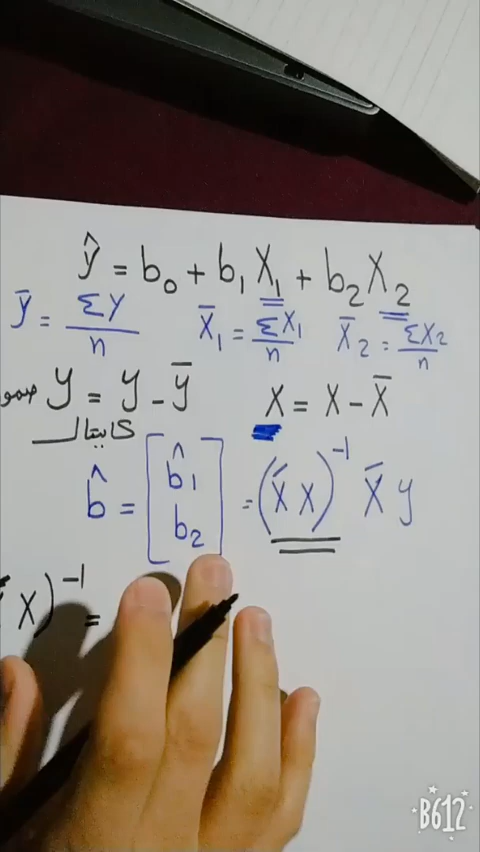 ŷ = b₀ + b₁X₁ + b₂X₂
ȳ = Σy/n X̄₁ = ΣX₁/n X̄₂ = ΣX₂/n
y = y - ȳ x = X - X̄
كابيتال
b̂ = [b̂₁ b₂] = (X́X)⁻¹ X́y
X)⁻¹ =
B612